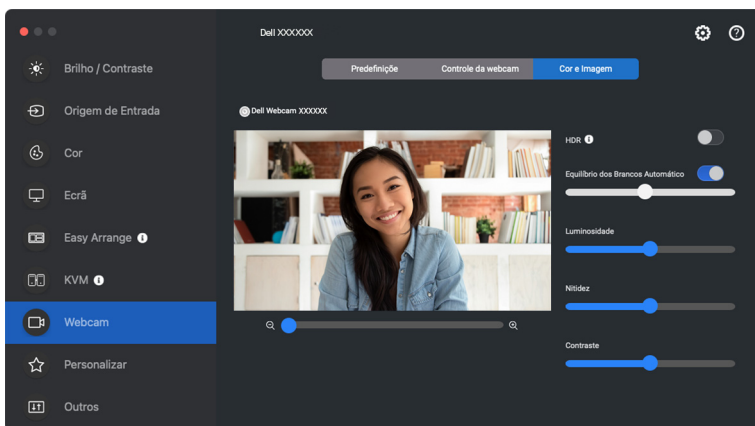 Dell XXXXXX
Brilho / Contraste
Origem de Entrada
Cor
Ecrã
Easy Arrange
KVM
Webcam
Personalizar
Outros
Predefiniçõe
Controle da webcam
Cor e Imagem
Dell Webcam XXXXXX
HDR
Equilíbrio dos Brancos Automático
Luminosidade
Nitidez
Contraste